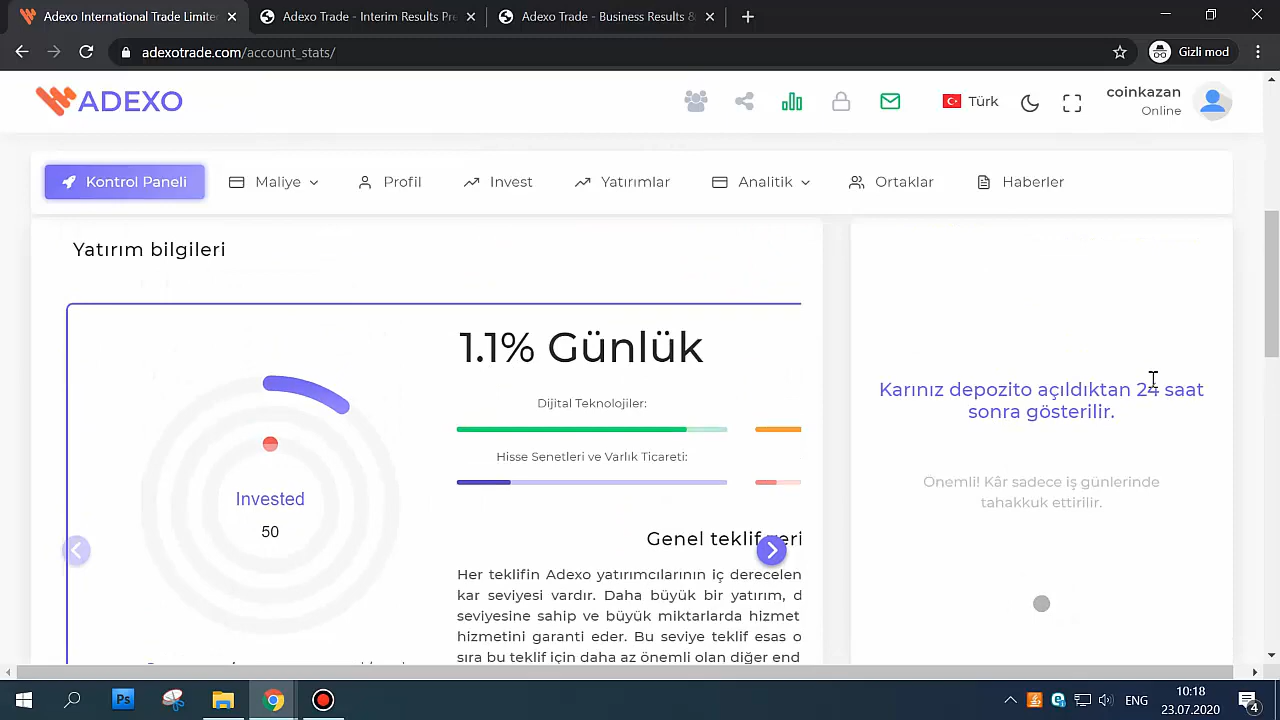 Adexo International Trade Limite
Adexo Trade - Interim Results Pre
Adexo Trade - Business Results &
adexotrade.com/account_stats/
Gizli mod
ADEXO
Türk
coinkazan
Online
Kontrol Paneli
Maliye
Profil
Invest
Yatırımlar
Analitik
Ortaklar
Haberler
Yatırım bilgileri
1.1% Günlük
Dijital Teknolojiler:
Hisse Senetleri ve Varlık Ticareti:
Invested
50
Genel teklif veri
Her teklifin Adexo yatırımcılarının iç derecelen
kar seviyesi vardır. Daha büyük bir yatırım, d
seviyesine sahip ve büyük miktarlarda hizmet
hizmetini garanti eder. Bu seviye teklif esas o
sıra bu teklif için daha az önemli olan diğer end
Karınız depozito açıldıktan 24 saat
sonra gösterilir.
Önemli! Kâr sadece iş günlerinde
tahakkuk ettirilir.
Ps
ENG
10:18
23.07.2020
4